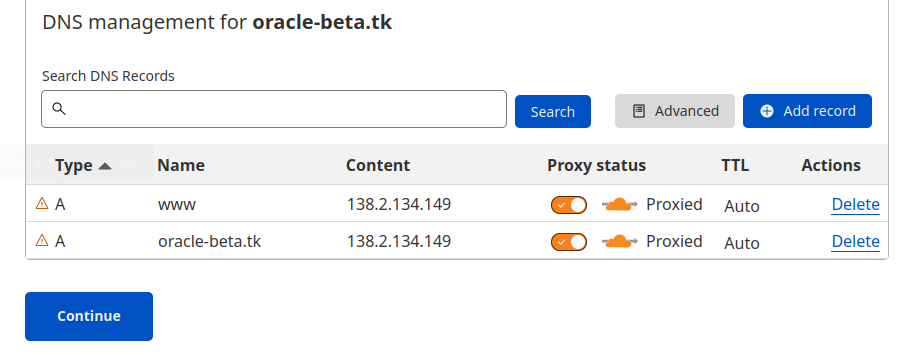 DNS management for oracle-beta.tk
Search DNS Records
Search
Advanced
Add record
Type Name Content Proxy status TTL Actions
A www 138.2.134.149 Proxied Auto Delete
A oracle-beta.tk 138.2.134.149 Proxied Auto Delete
Continue